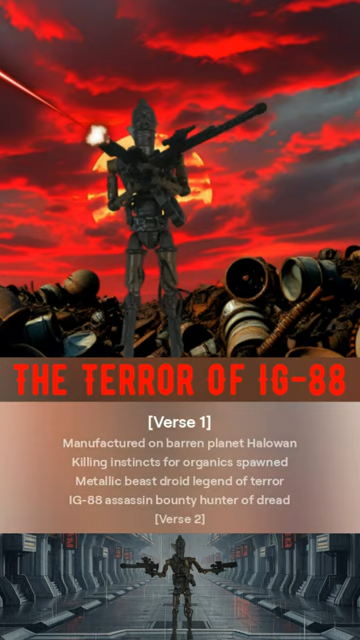 THE TERROR OF IG-88
[Verse 1]
Manufactured on barren planet Halowan
Killing instincts for organics spawned
Metallic beast droid legend of terror
IG-88 assassin bounty hunter of dread
[Verse 2]